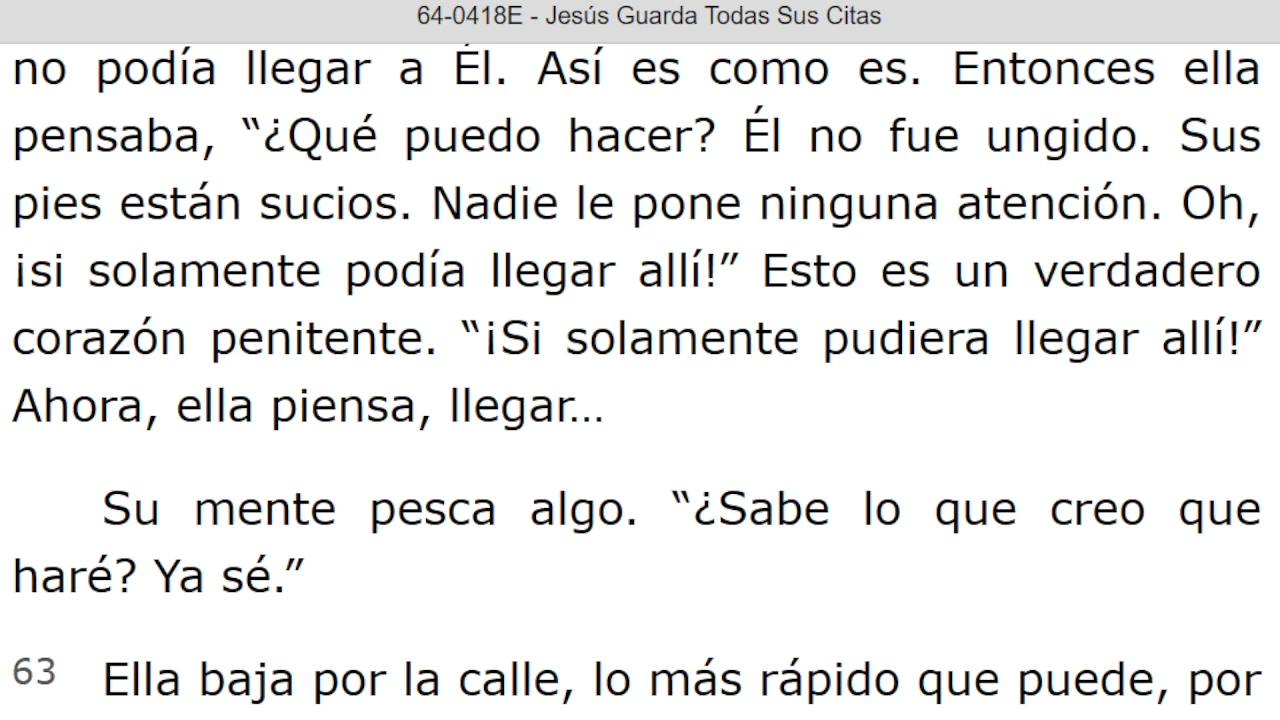 64-0418E - Jesús Guarda Todas Sus Citas
no podía llegar a Él. Así es como es. Entonces ella
pensaba, “¿Qué puedo hacer? Él no fue ungido. Sus
pies están sucios. Nadie le pone ninguna atención. Oh,
¡si solamente podía llegar allí!” Esto es un verdadero
corazón penitente. “¡Si solamente pudiera llegar allí!”
Ahora, ella piensa, llegar...
Su mente pesca algo. “¿Sabe lo que creo que
haré? Ya sé.”
63 Ella baja por la calle, lo más rápido que puede, por